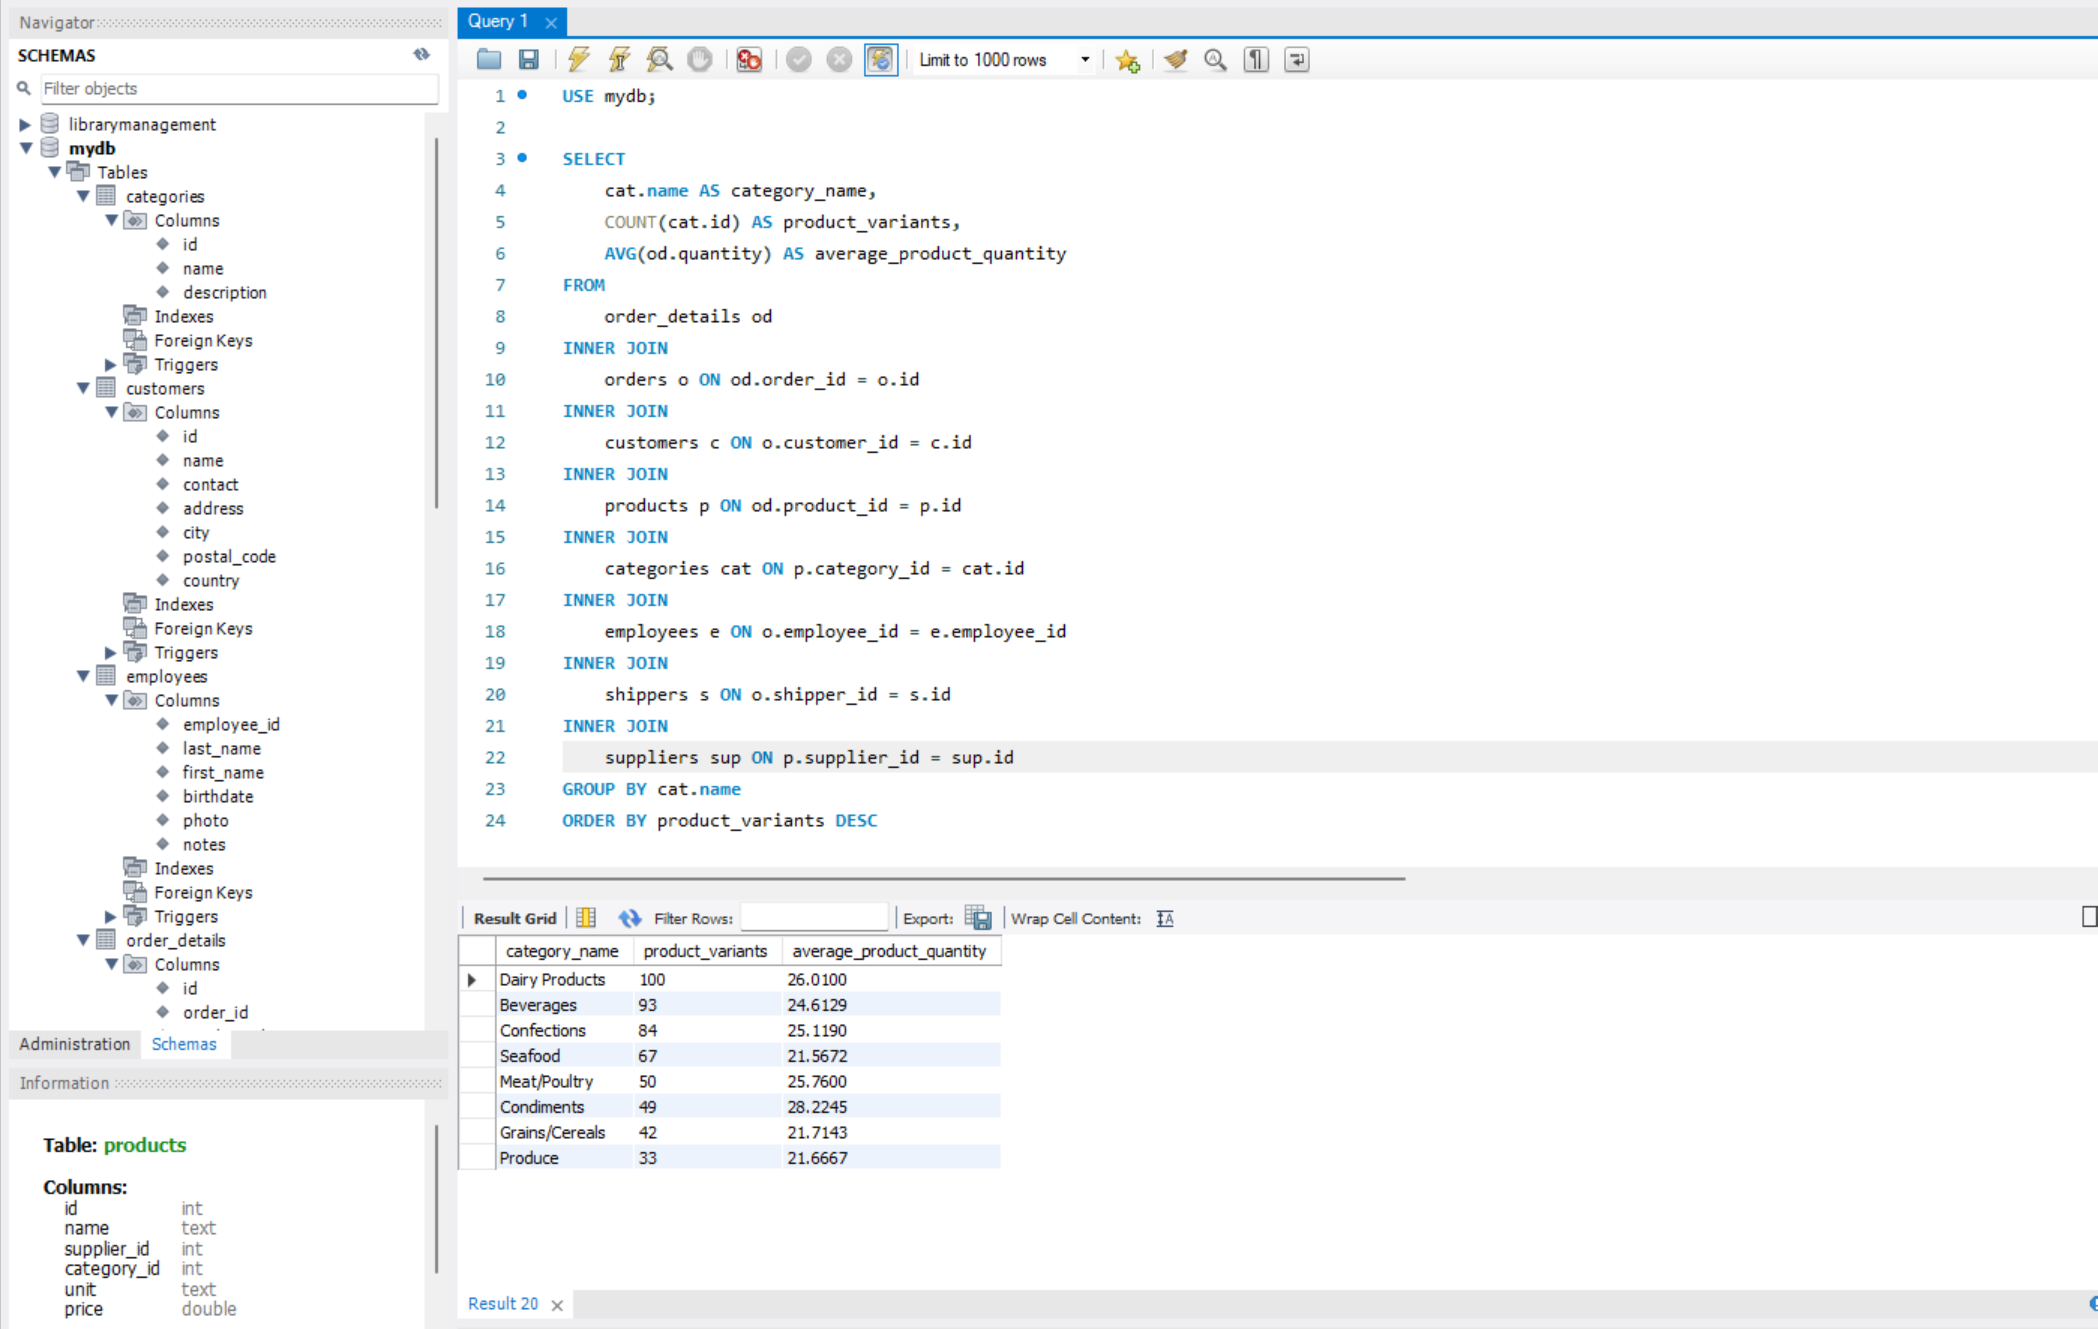 Navigator
SCHEMAS
Filter objects
librarymanagement
mydb
Tables
categories
Columns
id
name
description
Indexes
Foreign Keys
Triggers
customers
Columns
id
name
contact
address
city
postal_code
country
Indexes
Foreign Keys
Triggers
employees
Columns
employee_id
last_name
first_name
birthdate
photo
notes
Indexes
Foreign Keys
Triggers
order_details
Columns
id
order_id
Administration Schemas
Information
Table: products
Columns:
id int
name text
supplier_id int
category_id int
unit text
price double
Query 1
Limit to 1000 rows
1 USE mydb;
2
3 SELECT
4 cat.name AS category_name,
5 COUNT(cat.id) AS product_variants,
6 AVG(od.quantity) AS average_product_quantity
7 FROM
8 order_details od
9 INNER JOIN
10 orders o ON od.order_id = o.id
11 INNER JOIN
12 customers c ON o.customer_id = c.id
13 INNER JOIN
14 products p ON od.product_id = p.id
15 INNER JOIN
16 categories cat ON p.category_id = cat.id
17 INNER JOIN
18 employees e ON o.employee_id = e.employee_id
19 INNER JOIN
20 shippers s ON o.shipper_id = s.id
21 INNER JOIN
22 suppliers sup ON p.supplier_id = sup.id
23 GROUP BY cat.name
24 ORDER BY product_variants DESC
Result Grid Filter Rows: Export: Wrap Cell Content:
category_name product_variants average_product_quantity
Dairy Products 100 26.0100
Beverages 93 24.6129
Confections 84 25.1190
Seafood 67 21.5672
Meat/Poultry 50 25.7600
Condiments 49 28.2245
Grains/Cereals 42 21.7143
Produce 33 21.6667
Result 20